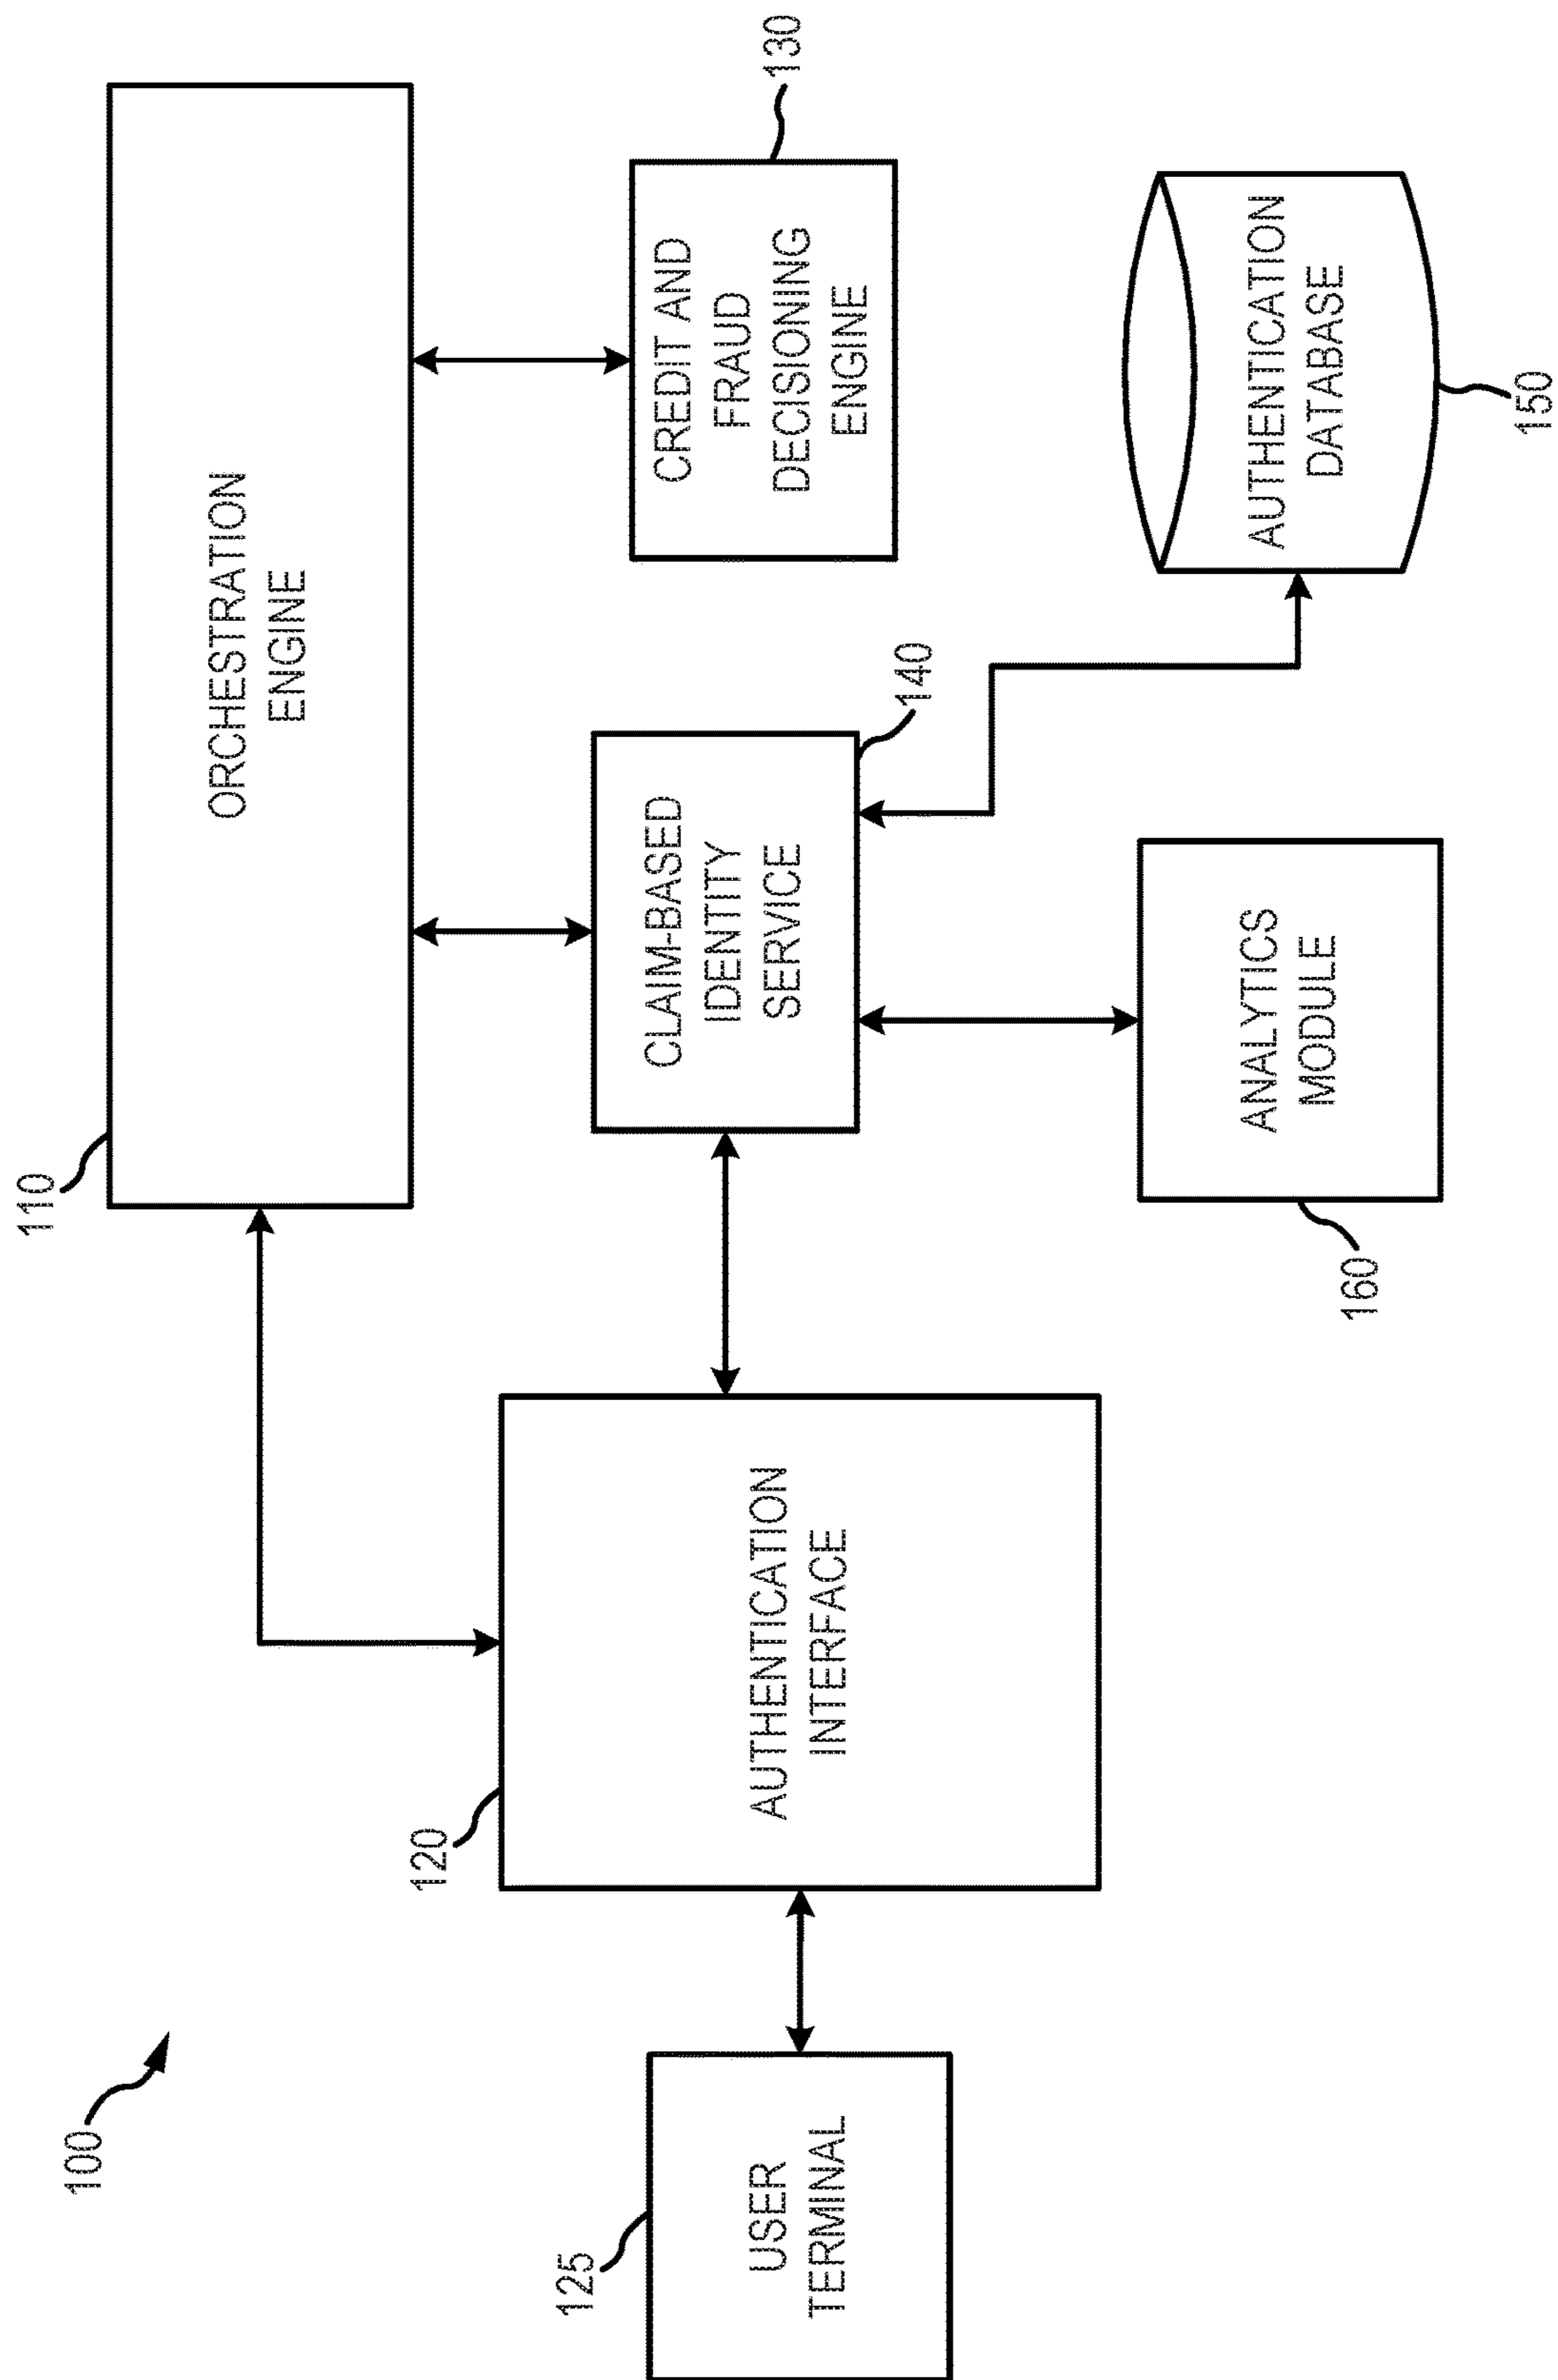 100
110
ORCHESTRATION
ENGINE
125
USER
TERMINAL
120
AUTHENTICATION
INTERFACE
CLAIM-BASED
IDENTITY
SERVICE
140
CREDIT AND
FRAUD
DECISIONING
ENGINE
130
160
ANALYTICS
MODULE
AUTHENTICATION
DATABASE
150